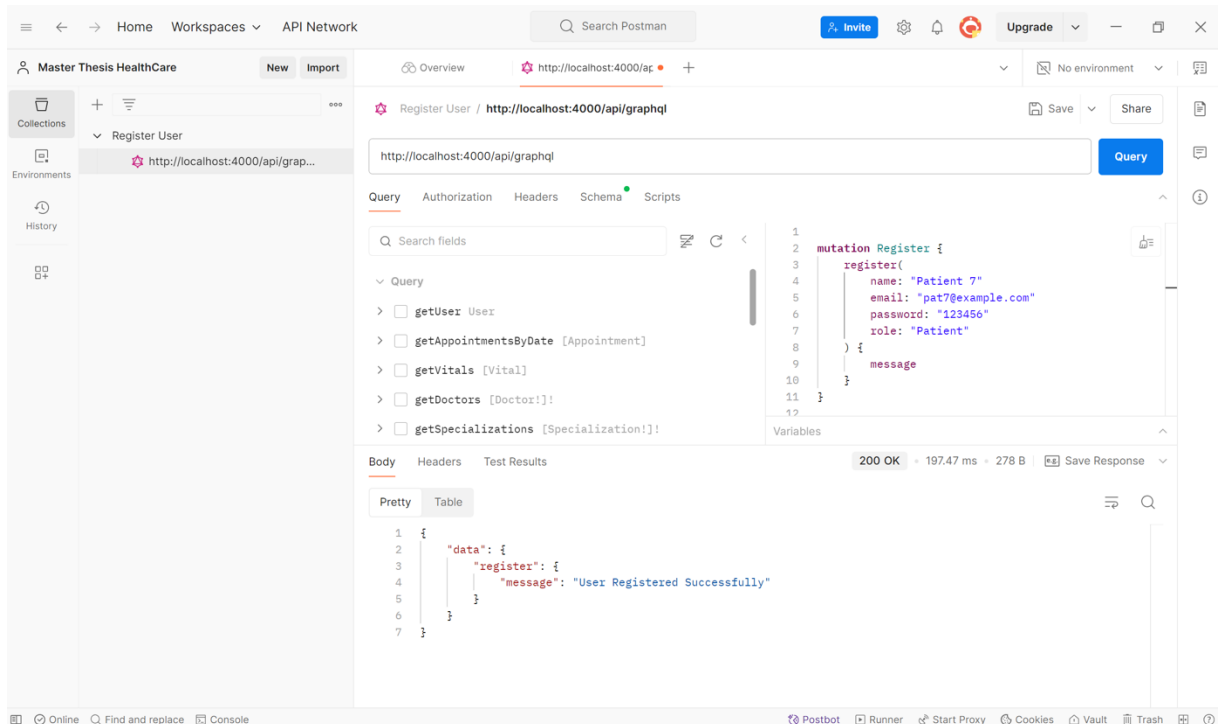 Home Workspaces API Network Search Postman Invite Upgrade
Master Thesis HealthCare New Import Overview http://localhost:4000/ap No environment
Collections
Environments
History
Register User
http://localhost:4000/api/grap...
Register User / http://localhost:4000/api/graphql Save Share
http://localhost:4000/api/graphql Query
Query Authorization Headers Schema Scripts
Search fields
Query
getUser User
getAppointmentsByDate [Appointment]
getVitals [Vital]
getDoctors [Doctor!]!
getSpecializations [Specialization!]!
1
2 mutation Register {
3 register(
4 name: "Patient 7"
5 email: "pat7@example.com"
6 password: "123456"
7 role: "Patient"
8 ) {
9 message
10 }
11 }
12
Variables
Body Headers Test Results 200 OK 197.47 ms 278 B e.g. Save Response
Pretty Table
1 {
2 "data": {
3 "register": {
4 "message": "User Registered Successfully"
5 }
6 }
7 }
Online Find and replace Console Postbot Runner Start Proxy Cookies Vault Trash